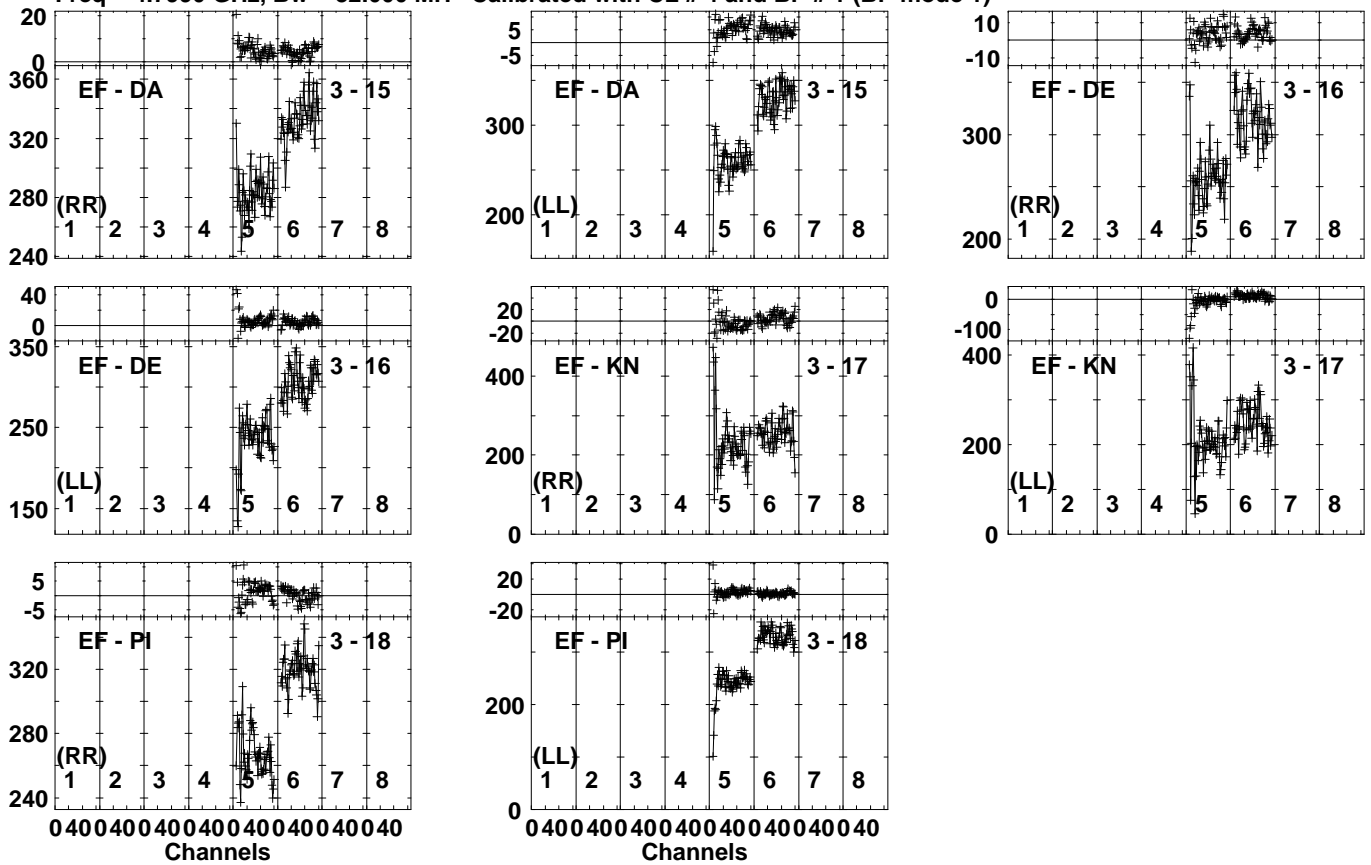 20
0
360
EF - DA
3 - 15
320
280
(RR)
1 2 3 4 5 6 7 8
240
5
-5
EF - DA
3 - 15
300
200
(LL)
1 2 3 4 5 6 7 8
10
-10
EF - DE
3 - 16
300
(RR)
200
1 2 3 4 5 6 7 8
40
0
350
EF - DE
3 - 16
250
(LL)
150
1 2 3 4 5 6 7 8
20
-20
400
EF - KN
3 - 17
200
(RR)
1 2 3 4 5 6 7 8
0
0
-100
400
EF - KN
3 - 17
200
(LL)
1 2 3 4 5 6 7 8
0
5
-5
EF - PI
3 - 18
320
280
(RR)
1 2 3 4 5 6 7 8
240
0 40 0 40 0 40 0 40 0 40 0 40 0 40 0 40
Channels
20
-20
EF - PI
3 - 18
200
(LL)
1 2 3 4 5 6 7 8
0
0 40 0 40 0 40 0 40 0 40 0 40 0 40 0 40
Channels